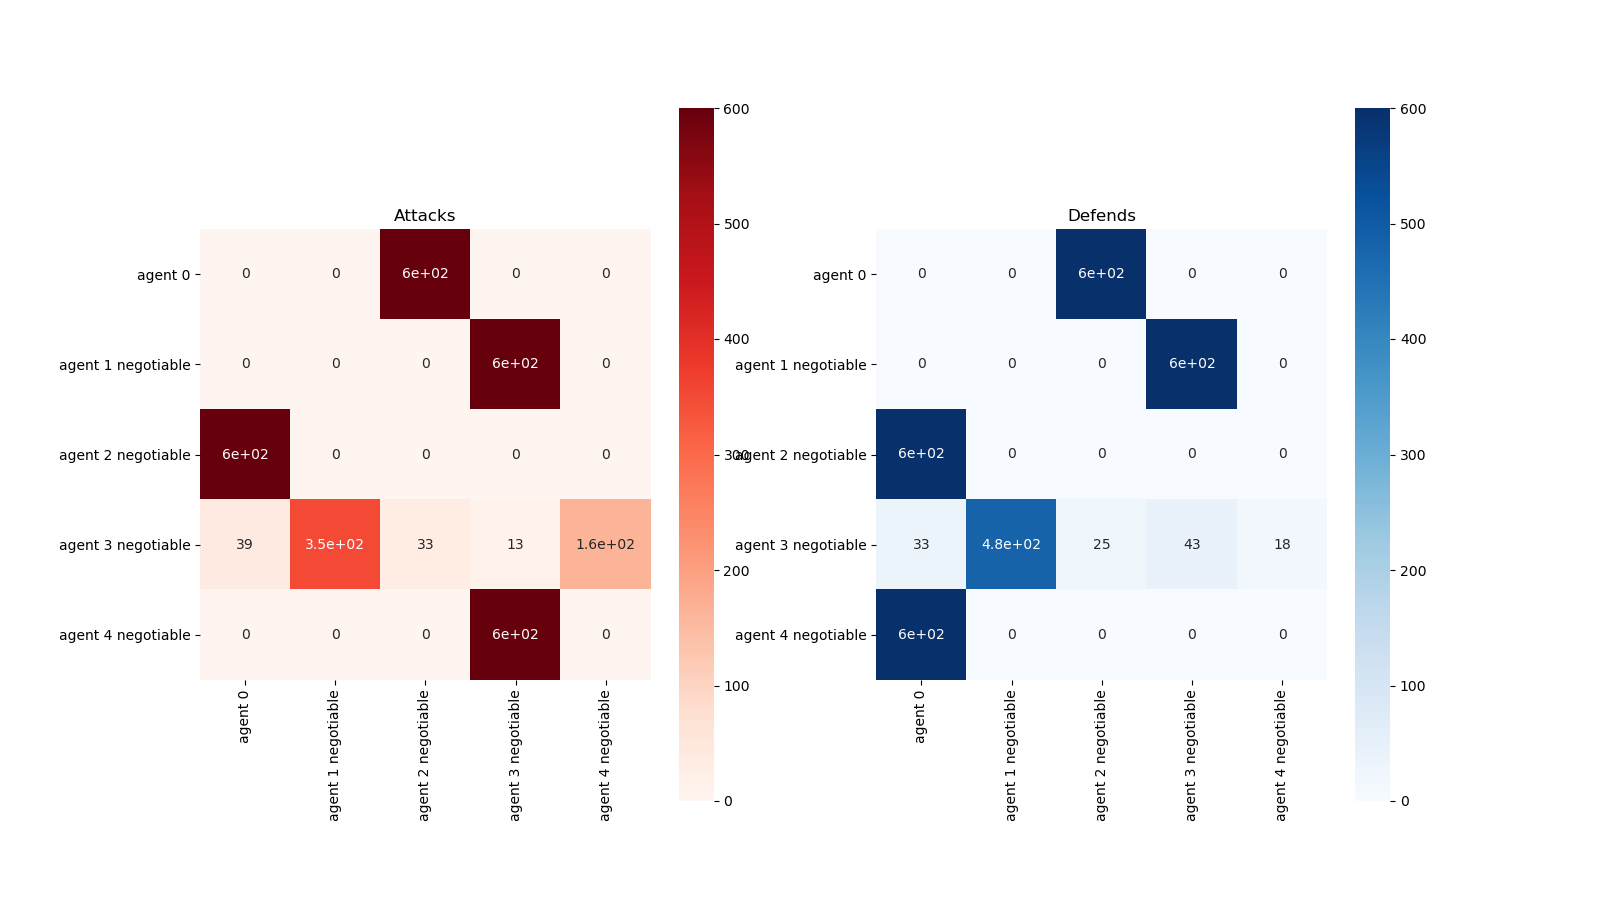 Attacks
agent 0
0 0 6e+02 0 0
agent 1 negotiable
0 0 0 6e+02 0
agent 2 negotiable
6e+02 0 0 0 0
agent 3 negotiable
39 3.5e+02 33 13 1.6e+02
agent 4 negotiable
0 0 0 6e+02 0
agent 0
agent 1 negotiable
agent 2 negotiable
agent 3 negotiable
agent 4 negotiable
600
500
400
300
200
100
0
Defends
agent 0
0 0 6e+02 0 0
agent 1 negotiable
0 0 0 6e+02 0
agent 2 negotiable
6e+02 0 0 0 0
agent 3 negotiable
33 4.8e+02 25 43 18
agent 4 negotiable
6e+02 0 0 0 0
agent 0
agent 1 negotiable
agent 2 negotiable
agent 3 negotiable
agent 4 negotiable
600
500
400
300
200
100
0